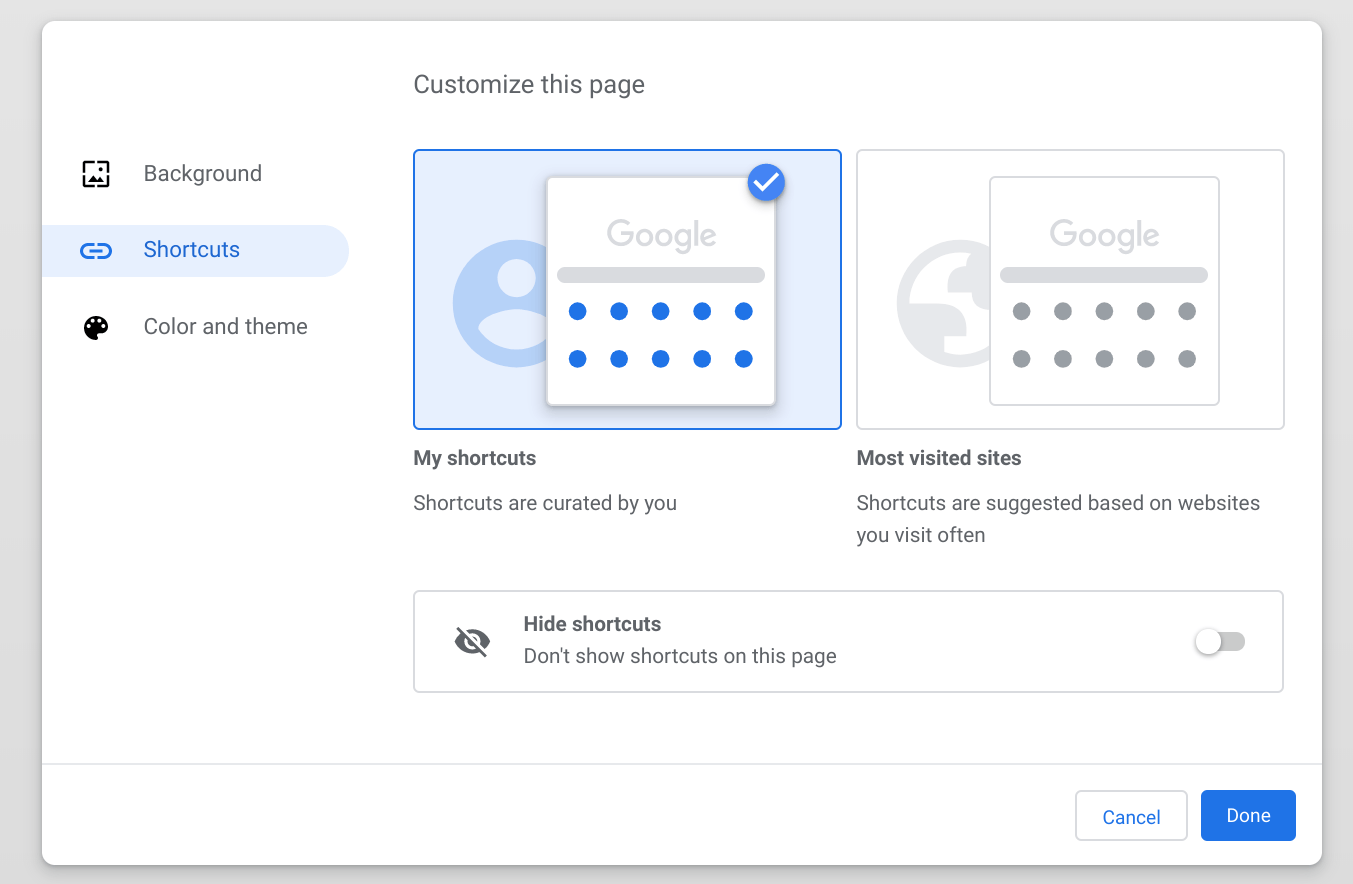 Customize this page
Background
Shortcuts
Color and theme
Google
Google
My shortcuts
Shortcuts are curated by you
Most visited sites
Shortcuts are suggested based on websites
you visit often
Hide shortcuts
Don't show shortcuts on this page
Cancel
Done